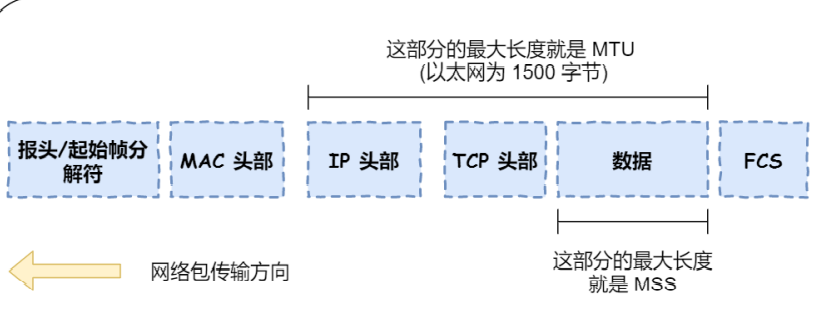 这部分的最大长度就是 MTU
(以太网为 1500 字节)
报头/起始帧分
解符
MAC 头部
IP 头部
TCP 头部
数据
FCS
这部分的最大长度
就是 MSS
网络包传输方向